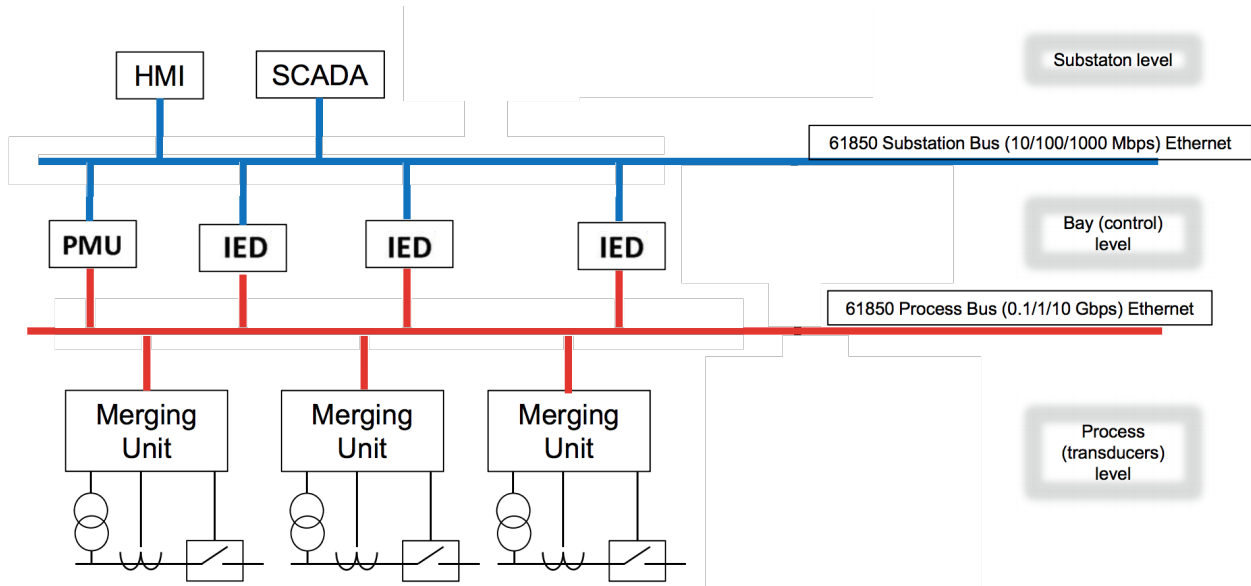 HMI
SCADA
Substaton level
61850 Substation Bus (10/100/1000 Mbps) Ethernet
PMU
IED
IED
IED
Bay (control)
level
61850 Process Bus (0.1/1/10 Gbps) Ethernet
Merging
Unit
Merging
Unit
Merging
Unit
Process
(transducers)
level